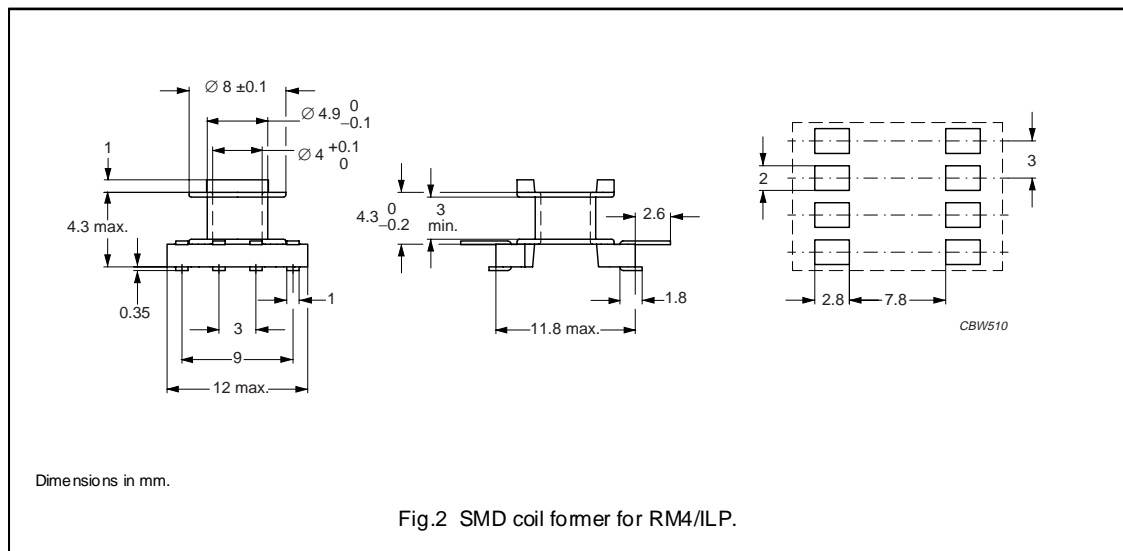 ∅ 8 ±0.1
∅ 4.9 0 −0.1
∅ 4 +0.1 0
1
4.3 max.
0.35
1
3
9
12 max.
4.3 0 −0.2
3 min.
2.6
1.8
11.8 max.
2
3
2.8
7.8
CBW510
Dimensions in mm.
Fig.2 SMD coil former for RM4/ILP.